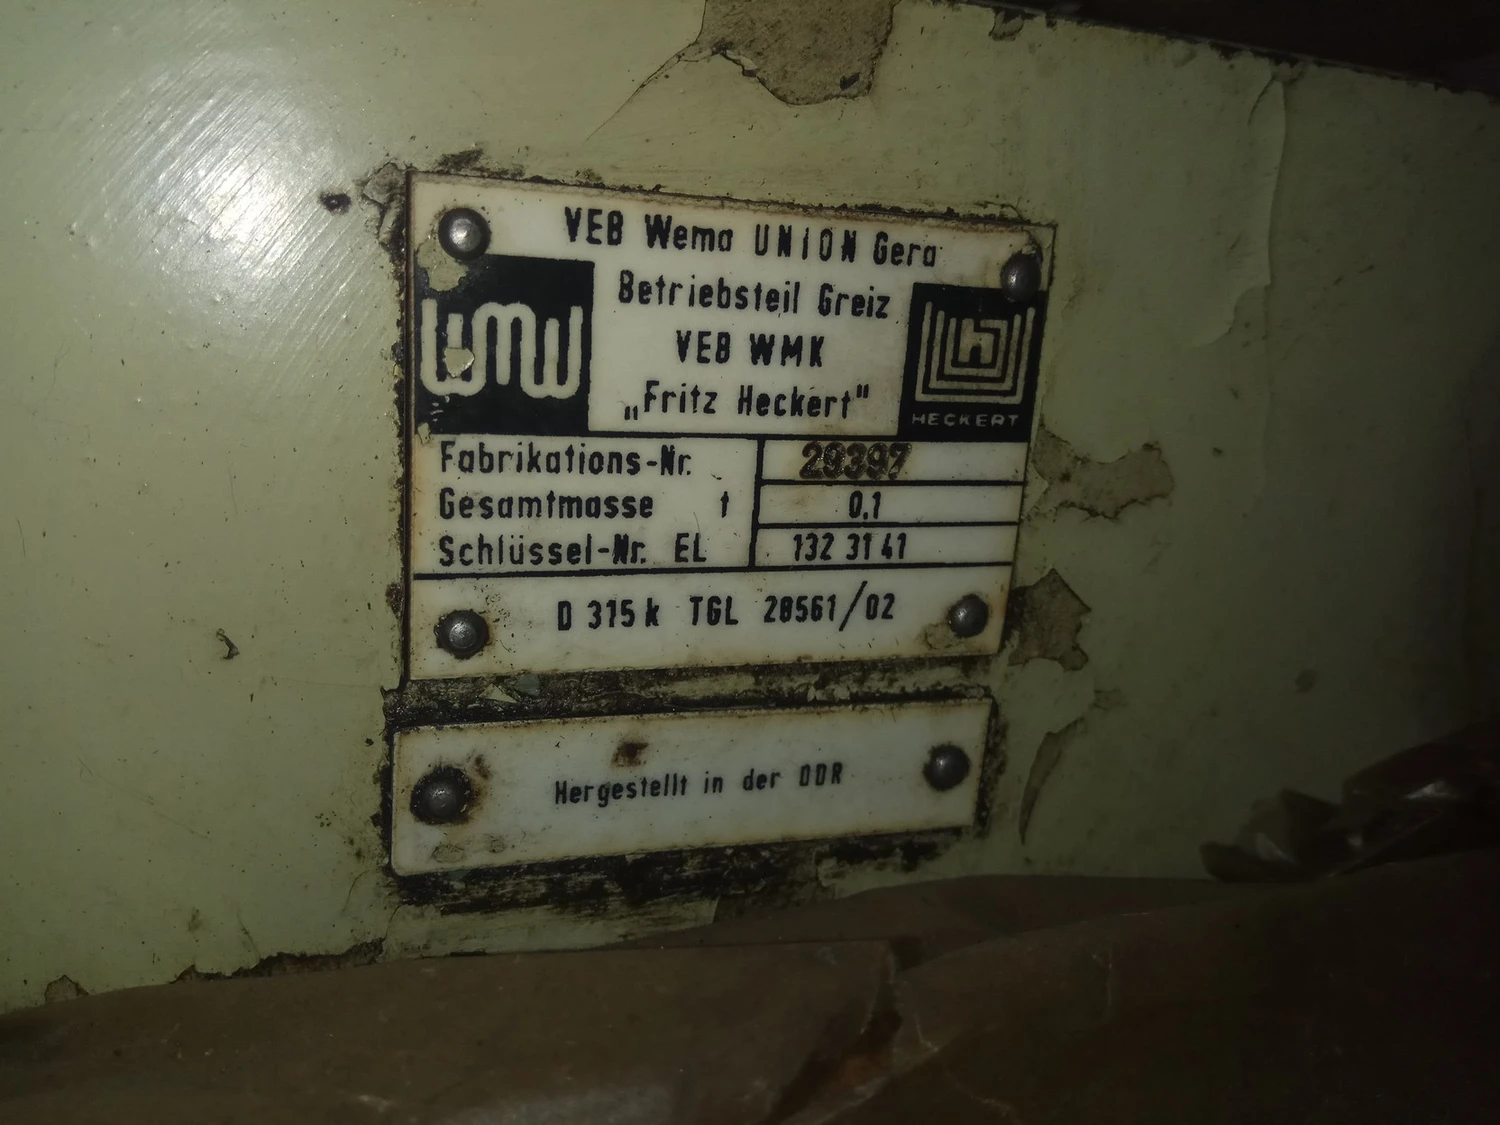 VEB Wema UNION Gera
Betriebsteil Greiz
VEB WMK
„Fritz Heckert"
wmw
HECKERT
Fabrikations-Nr. 29397
Gesamtmasse t 0,1
Schlüssel-Nr. EL 132 31 41
D 315 k TGL 28561/02
Hergestellt in der DDR